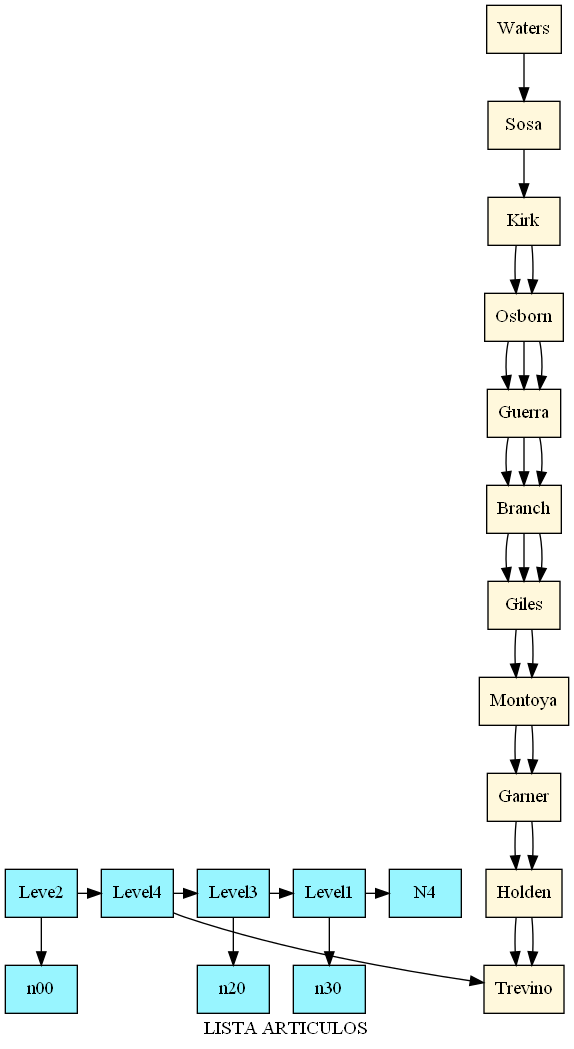 Waters
Sosa
Kirk
Osborn
Guerra
Branch
Giles
Montoya
Garner
Leve2 Level4 Level3 Level1 N4 Holden
n00 n20 n30 Trevino
LISTA ARTICULOS